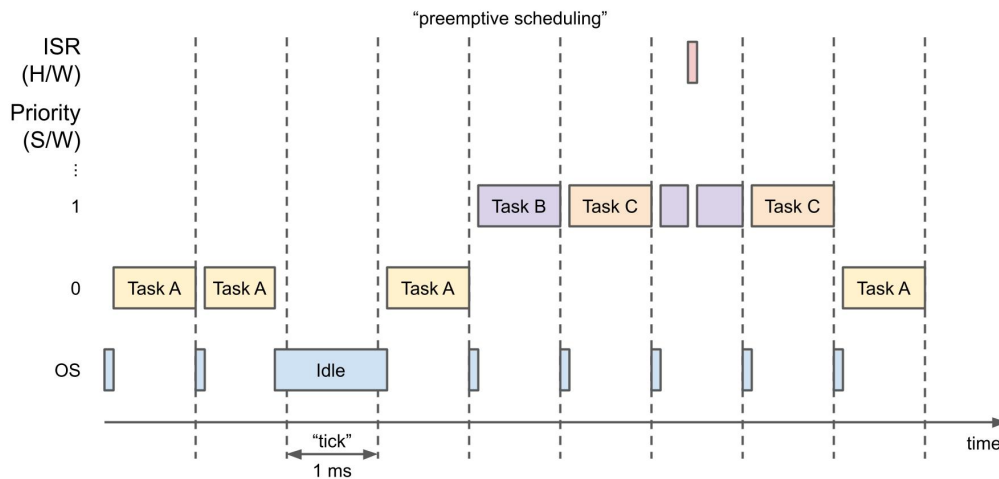 “preemptive scheduling”
ISR
(H/W)
Priority
(S/W)
⋮
1
Task B
Task C
Task C
0
Task A
Task A
Task A
Task A
OS
Idle
“tick”
1 ms
time